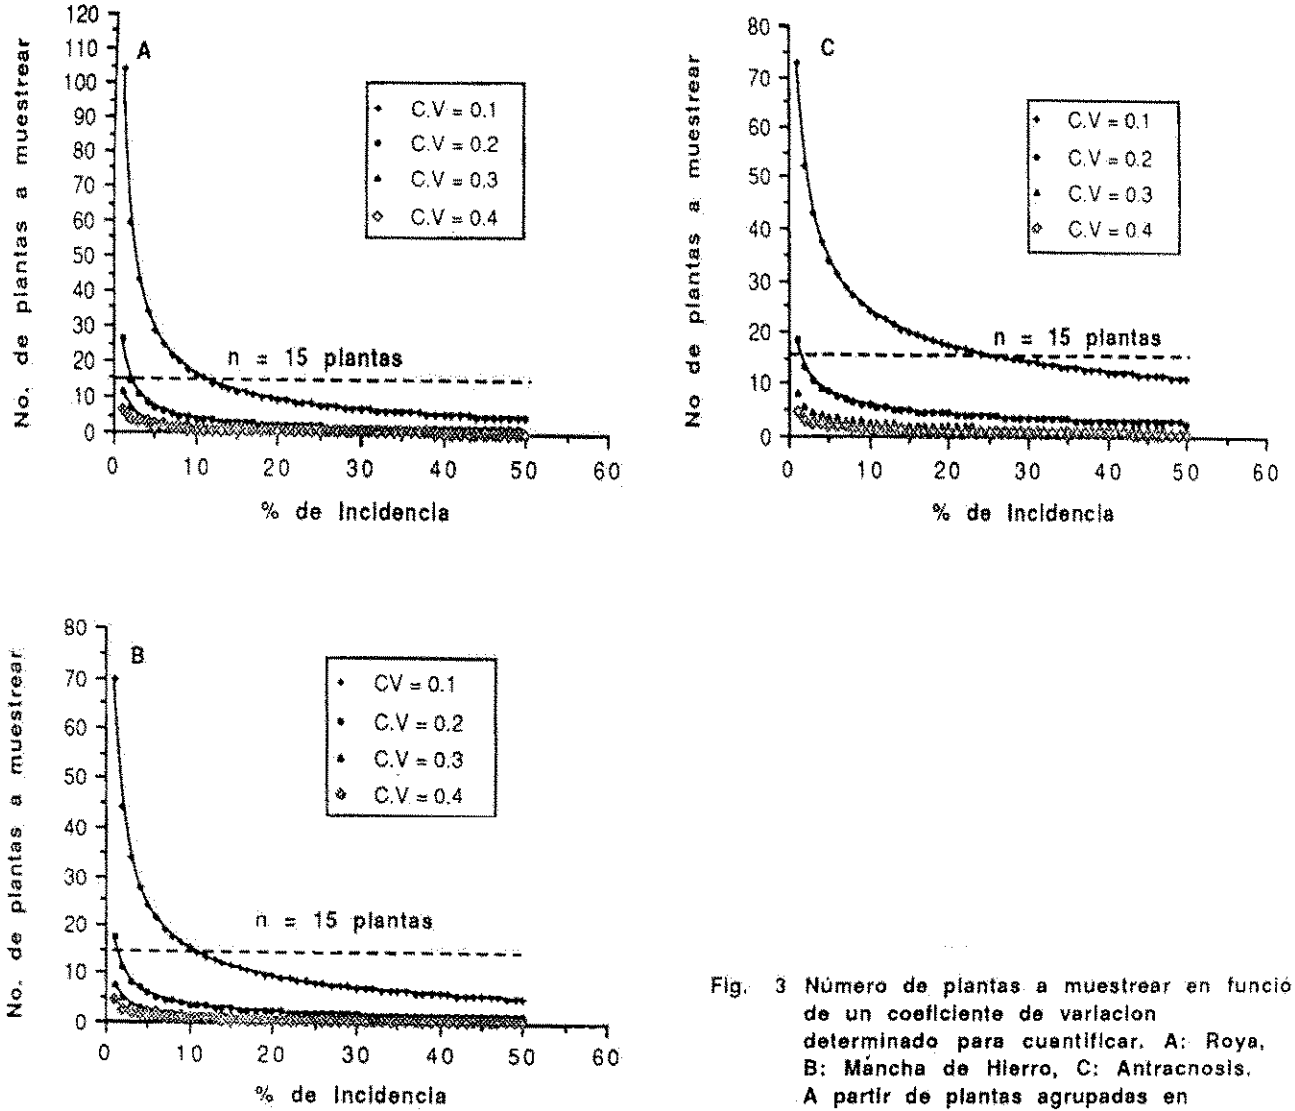 A
No. de plantas a muestrear
120
110
100
90
80
70
60
50
40
30
20
10
0
C.V = 0.1
C.V = 0.2
C.V = 0.3
C.V = 0.4
n = 15 plantas
0 10 20 30 40 50 60
% de Incidencia
C
No de plantas a muestrear
80
70
60
50
40
30
20
10
0
C.V = 0.1
C.V = 0.2
C.V = 0.3
C.V = 0.4
n = 15 plantas
0 10 20 30 40 50 60
% de Incidencia
B
No. de plantas a muestrear
80
70
60
50
40
30
20
10
0
CV = 0.1
C.V = 0.2
C.V = 0.3
C.V = 0.4
n = 15 plantas
0 10 20 30 40 50 60
% de Incidencia
Fig. 3 Número de plantas a muestrear en funció
de un coeficiente de variacion
determinado para cuantificar. A: Roya,
B: Máncha de Hierro, C: Antracnosis.
A partir de plantas agrupadas en